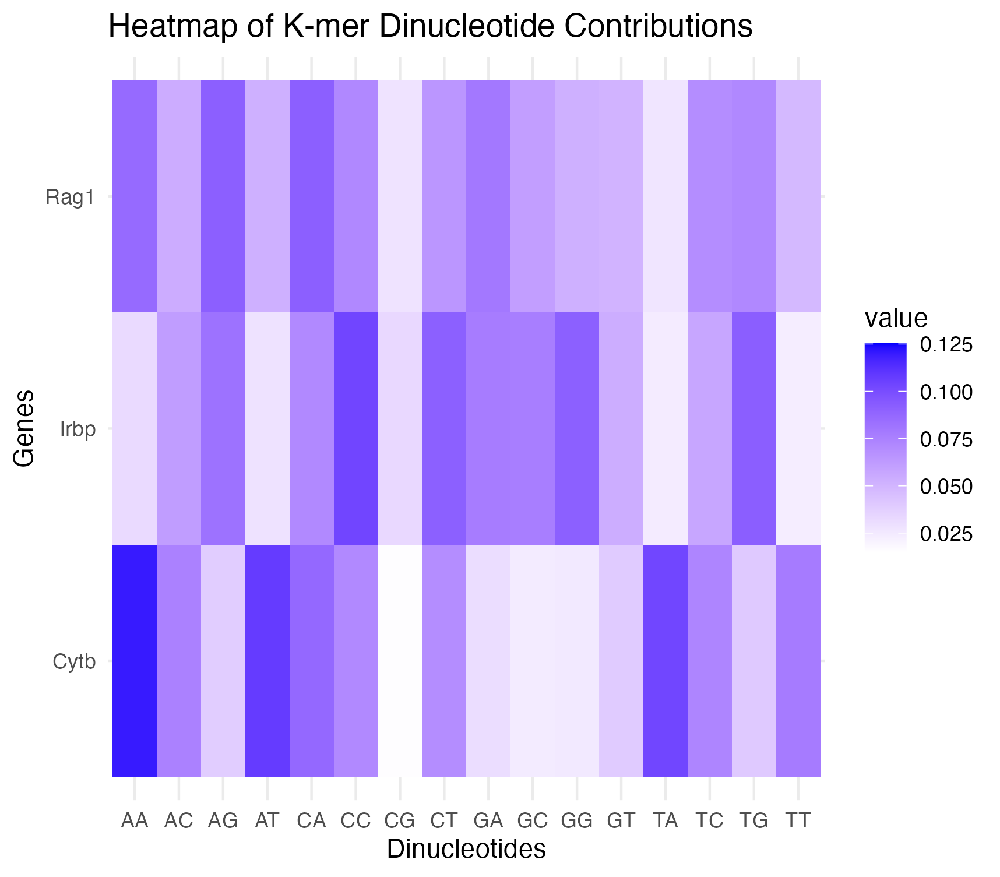 Heatmap of K-mer Dinucleotide Contributions
Genes
Rag1
Irbp
Cytb
AA AC AG AT CA CC CG CT GA GC GG GT TA TC TG TT
Dinucleotides
value
0.125
0.100
0.075
0.050
0.025